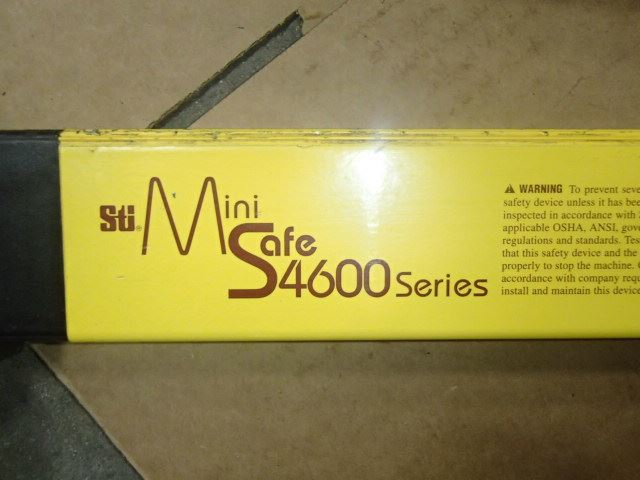 Sti® Mini
Safe
S4600 Series
⚠ WARNING To prevent seve
safety device unless it has bee
inspected in accordance with
applicable OSHA, ANSI, gove
regulations and standards. Tes
that this safety device and the
properly to stop the machine.
accordance with company requ
install and maintain this device